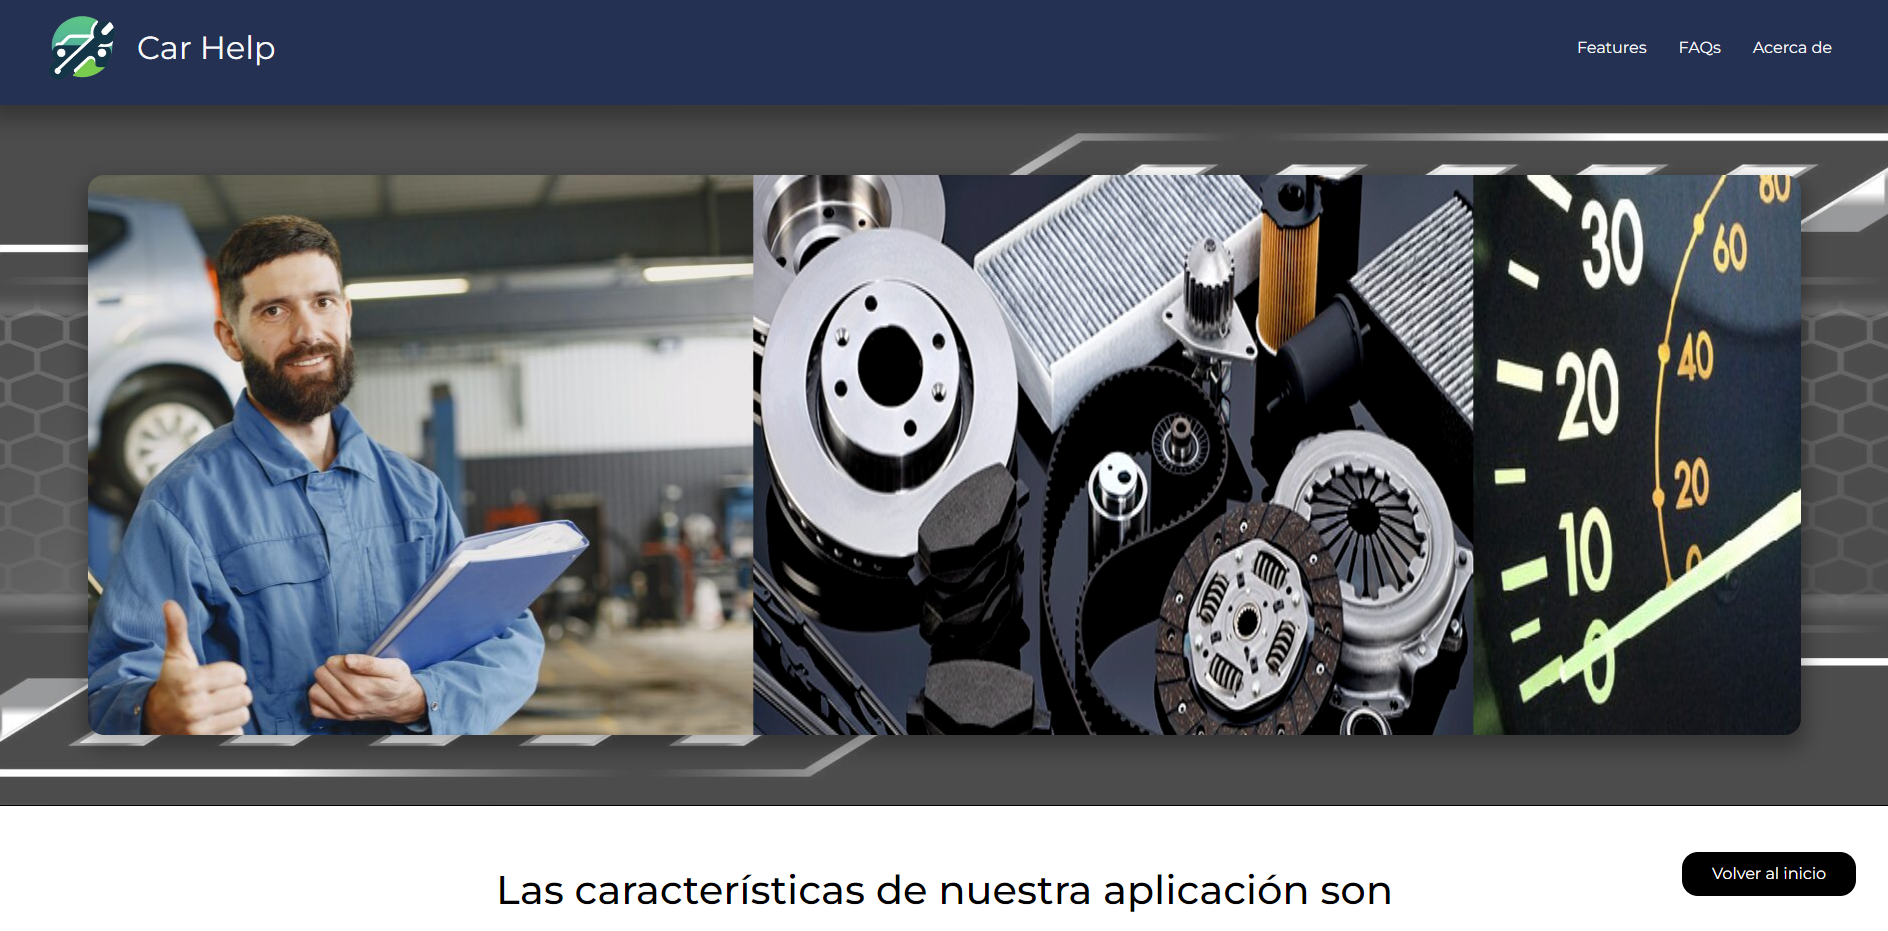 Car Help
Features FAQs Acerca de
30
20
10
0
80
60
40
20
0
Las características de nuestra aplicación son
Volver al inicio